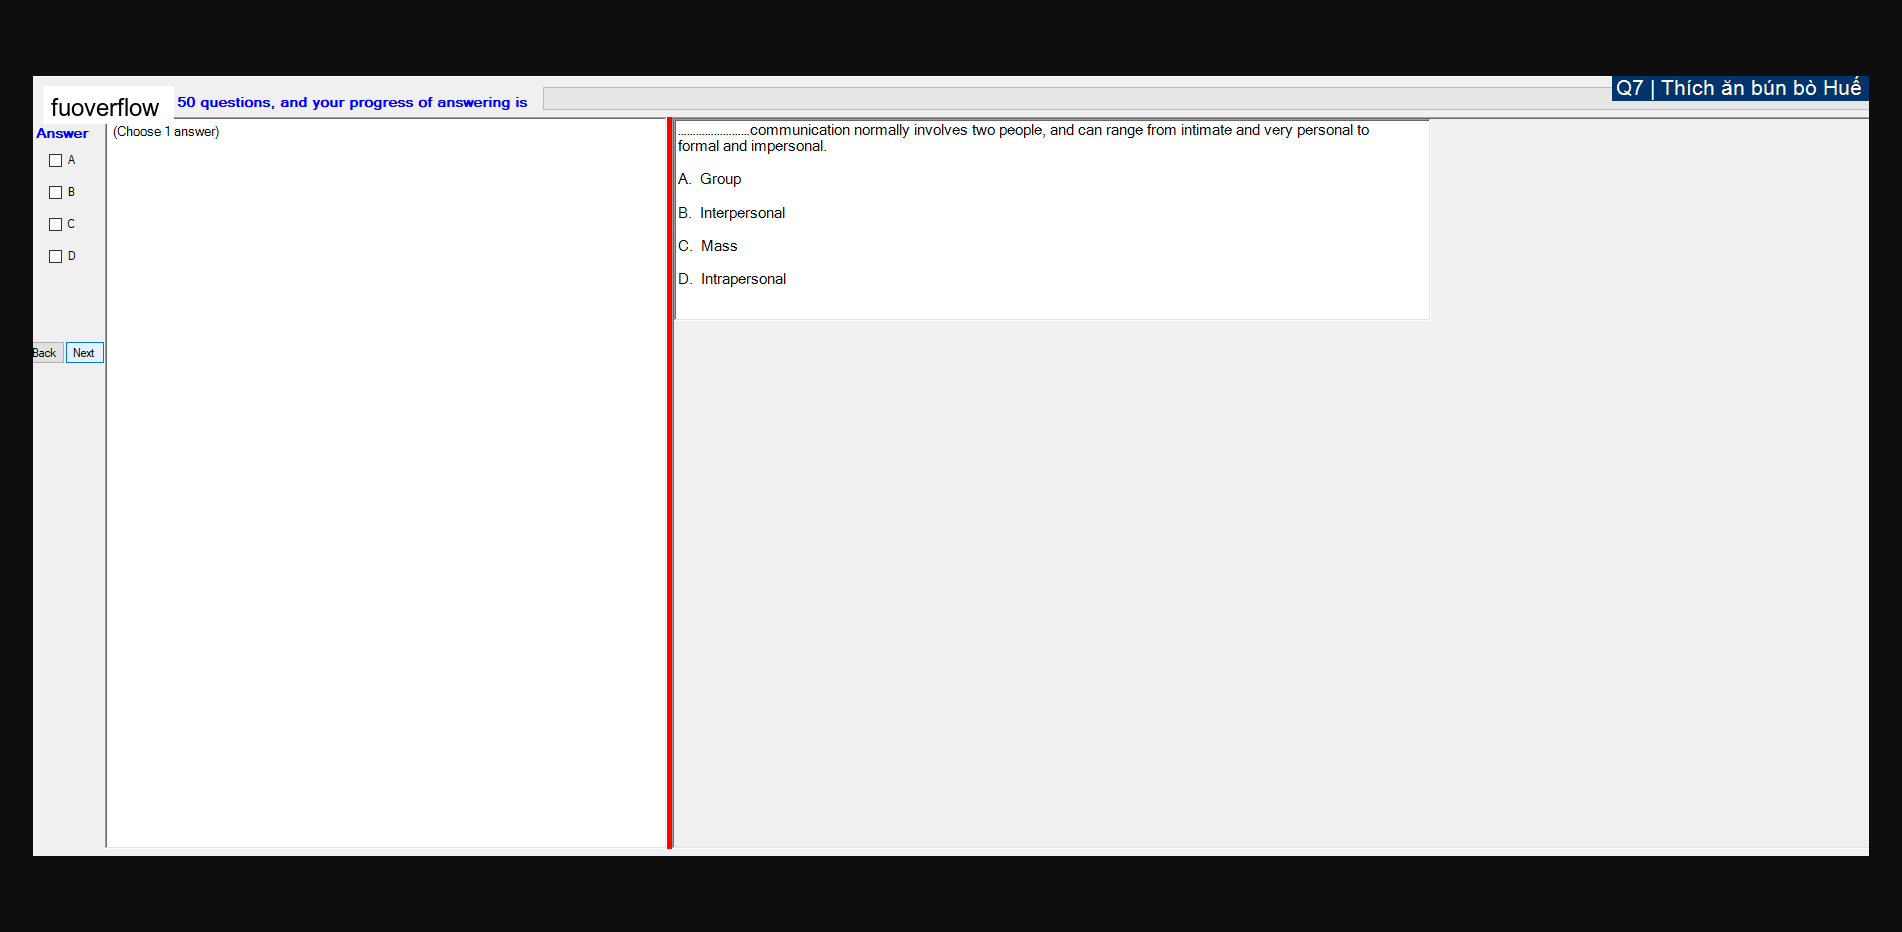 Q7 | Thích ăn bún bò Huế
fuoverflow
50 questions, and your progress of answering is
Answer
(Choose 1 answer)
A
B
C
D
Back
Next
........................communication normally involves two people, and can range from intimate and very personal to
formal and impersonal.
A. Group
B. Interpersonal
C. Mass
D. Intrapersonal